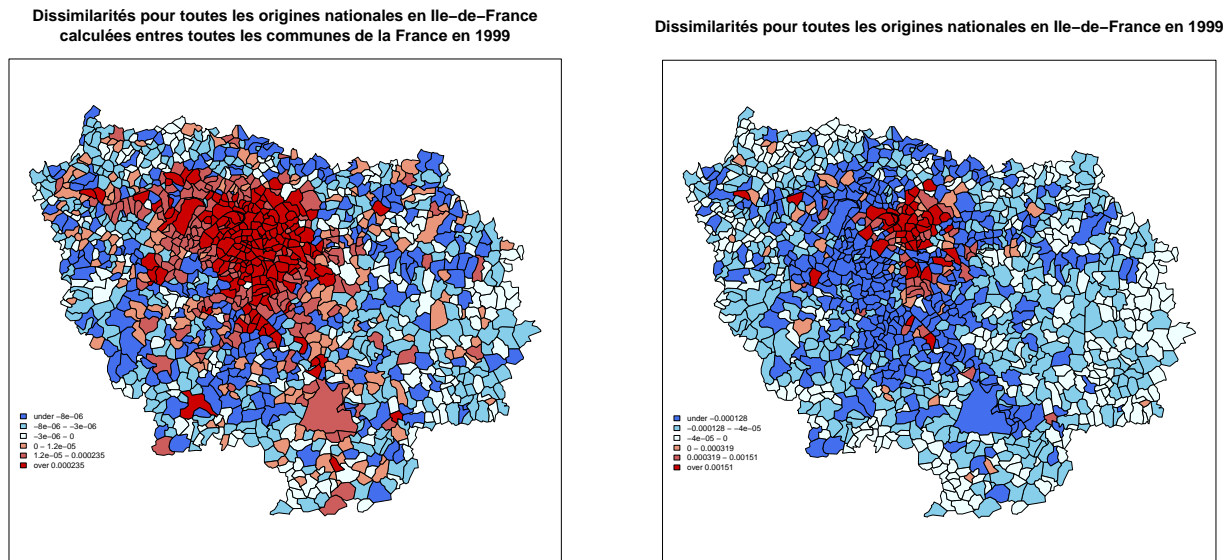 Dissimilarités pour toutes les origines nationales en Ile−de−France
calculées entres toutes les communes de la France en 1999
under −8e−06
−8e−06 − −3e−06
−3e−06 − 0
0 − 1.2e−05
1.2e−05 − 0.000235
over 0.000235
Dissimilarités pour toutes les origines nationales en Ile−de−France en 1999
under −0.000128
−0.000128 − −4e−05
−4e−05 − 0
0 − 0.000319
0.000319 − 0.00151
over 0.00151